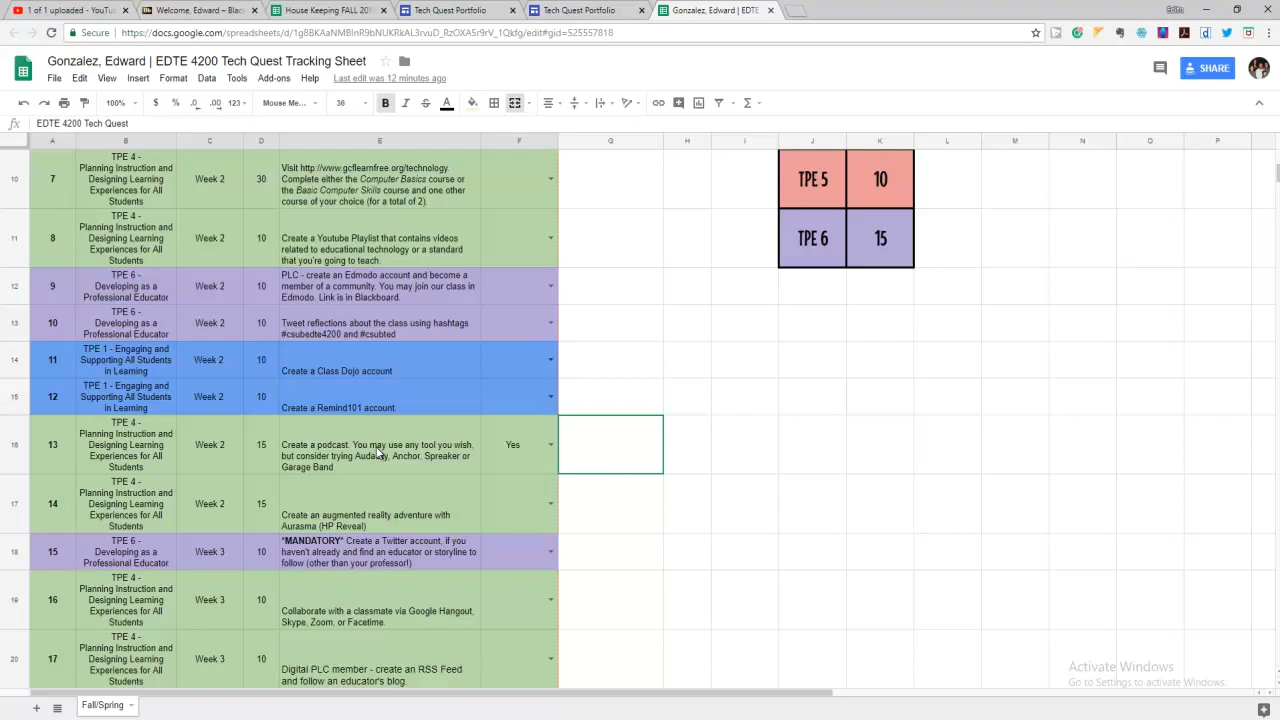 1 of 1 uploaded - YouTu
Welcome, Edward – Blac
House Keeping FALL 20
Tech Quest Portfolio
Tech Quest Portfolio
Gonzalez, Edward | EDTE
Secure
https://docs.google.com/spreadsheets/d/1g8BKAaNMBInR9bNUKRkAL3rvuD_RzOXA5r9rV_1Qkfg/edit#gid=525557818
Gonzalez, Edward | EDTE 4200 Tech Quest Tracking Sheet
File Edit View Insert Format Data Tools Add-ons Help Last edit was 12 minutes ago
SHARE
100% $ % .0 .00 123 Mouse Me... 36 B I S A
fx EDTE 4200 Tech Quest
A B C D E F G H I J K L M N O P
10
7
TPE 4 -
Planning Instruction and
Designing Learning
Experiences for All
Students
Week 2
30
Visit http://www.gcflearnfree.org/technology.
Complete either the Computer Basics course or
the Basic Computer Skills course and one other
course of your choice (for a total of 2).
TPE 5
10
11
8
TPE 4 -
Planning Instruction and
Designing Learning
Experiences for All
Students
Week 2
10
Create a Youtube Playlist that contains videos
related to educational technology or a standard
that you're going to teach.
TPE 6
15
12
9
TPE 6 -
Developing as a
Professional Educator
Week 2
10
PLC - create an Edmodo account and become a
member of a community. You may join our class in
Edmodo. Link is in Blackboard.
13
10
TPE 6 -
Developing as a
Professional Educator
Week 2
10
Tweet reflections about the class using hashtags
#csubedte4200 and #csubted
14
11
TPE 1 - Engaging and
Supporting All Students
in Learning
Week 2
10
Create a Class Dojo account
15
12
TPE 1 - Engaging and
Supporting All Students
in Learning
Week 2
10
Create a Remind101 account.
16
13
TPE 4 -
Planning Instruction and
Designing Learning
Experiences for All
Students
Week 2
15
Create a podcast. You may use any tool you wish,
but consider trying Audacity, Anchor, Spreaker or
Garage Band
Yes
17
14
TPE 4 -
Planning Instruction and
Designing Learning
Experiences for All
Students
Week 2
15
Create an augmented reality adventure with
Aurasma (HP Reveal)
18
15
TPE 6 -
Developing as a
Professional Educator
Week 3
10
*MANDATORY* Create a Twitter account, if you
haven't already and find an educator or storyline to
follow (other than your professor!)
19
16
TPE 4 -
Planning Instruction and
Designing Learning
Experiences for All
Students
Week 3
10
Collaborate with a classmate via Google Hangout,
Skype, Zoom, or Facetime.
20
17
TPE 4 -
Planning Instruction and
Designing Learning
Experiences for All
Students
Week 3
10
Digital PLC member - create an RSS Feed
and follow an educator's blog.
Activate Windows
Go to Settings to activate Windows.
Fall/Spring